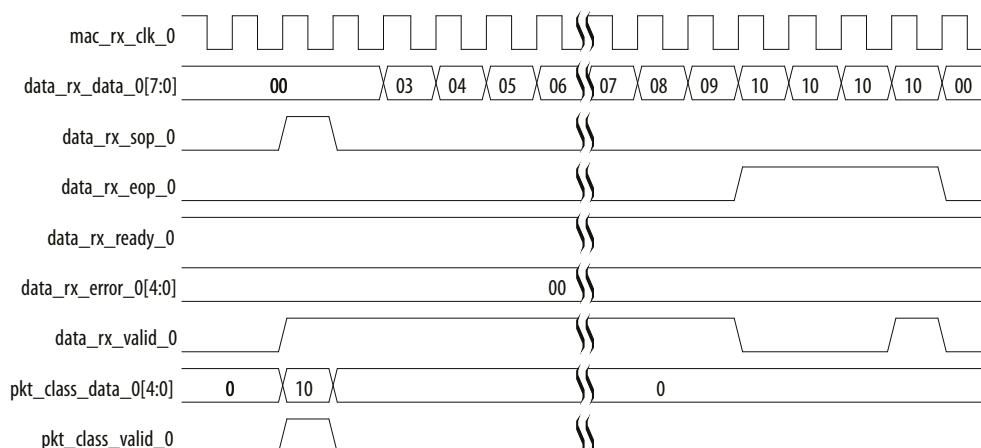 mac_rx_clk_0
data_rx_data_0[7:0] 00 03 04 05 06 07 08 09 10 10 10 10 00
data_rx_sop_0
data_rx_eop_0
data_rx_ready_0
data_rx_error_0[4:0] 00
data_rx_valid_0
pkt_class_data_0[4:0] 0 10 0
pkt_class_valid_0